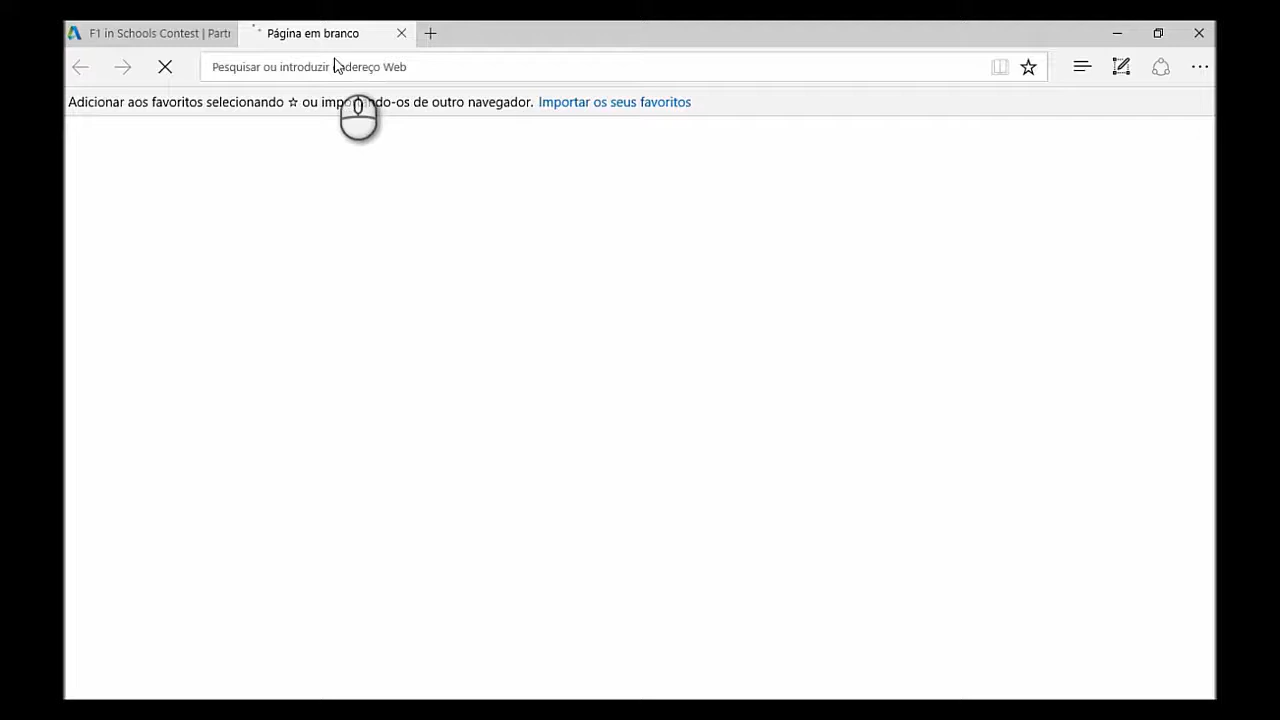 F1 in Schools Contest | Partr
Página em branco
Pesquisar ou introduzir endereço Web
Adicionar aos favoritos selecionando ☆ ou importando-os de outro navegador. Importar os seus favoritos